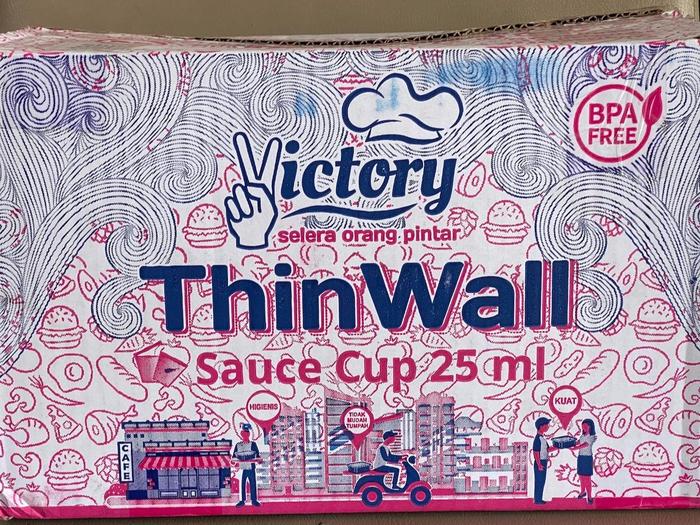 Victory
selera orang pintar
BPA
FREE
ThinWall
Sauce Cup 25 ml
HIGIENIS
TIDAK
MUDAH
TUMPAH
KUAT
CAFE